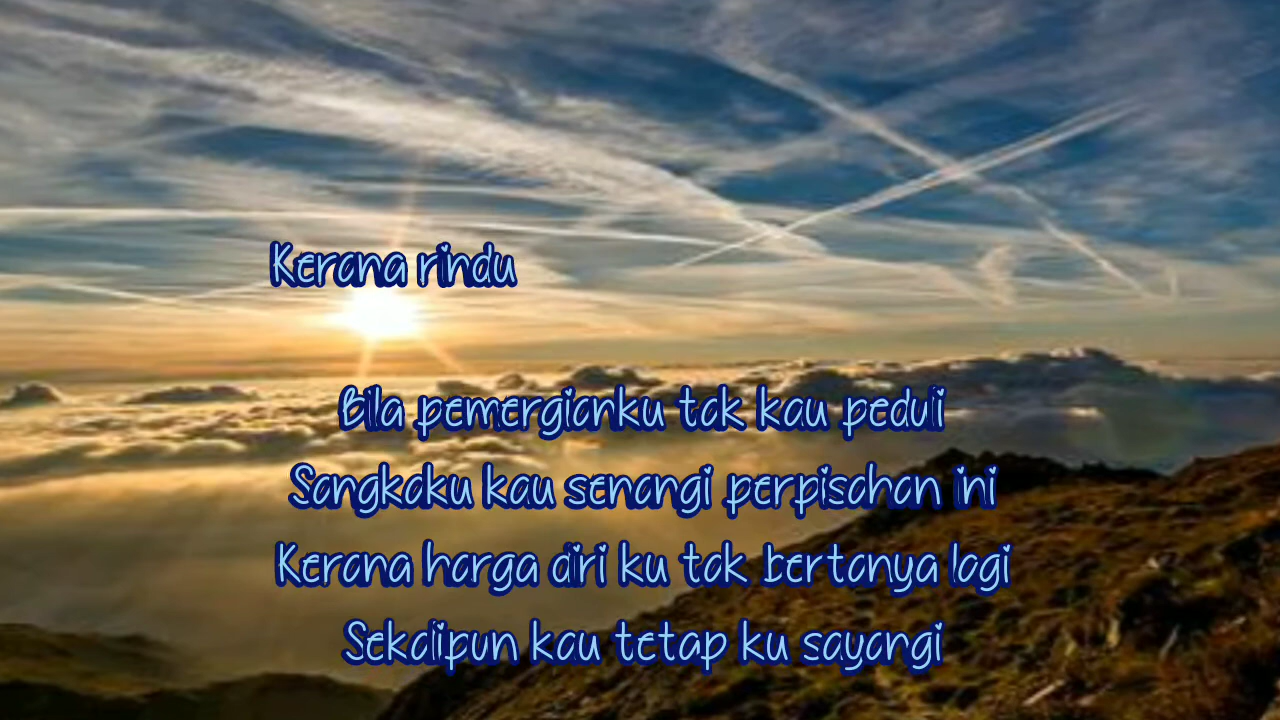 Kerana rindu
Bila pemergianku tak kau peduli
Sangkaku kau senangi perpisahan ini
Kerana harga diri ku tak bertanya lagi
Sekalipun kau tetap ku sayangi